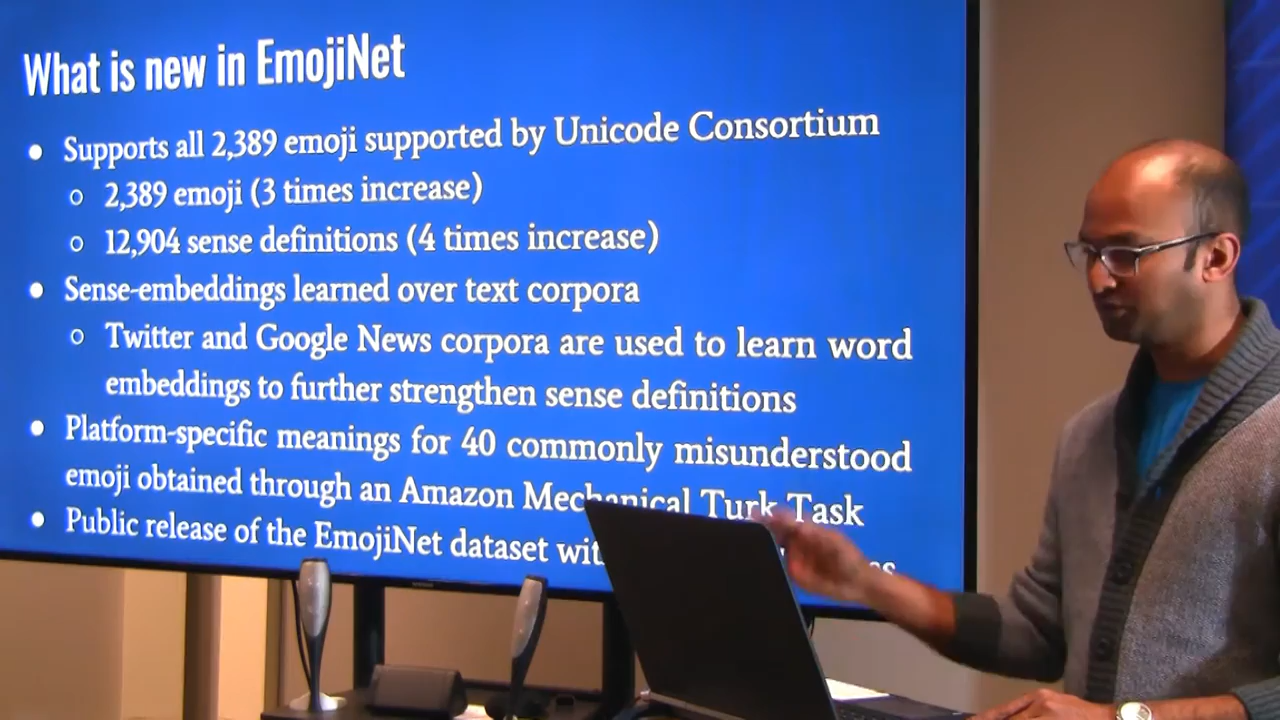 What is new in EmojiNet
● Supports all 2,389 emoji supported by Unicode Consortium
○ 2,389 emoji (3 times increase)
○ 12,904 sense definitions (4 times increase)
● Sense-embeddings learned over text corpora
○ Twitter and Google News corpora are used to learn word
embeddings to further strengthen sense definitions
● Platform-specific meanings for 40 commonly misunderstood
emoji obtained through an Amazon Mechanical Turk Task
● Public release of the EmojiNet dataset